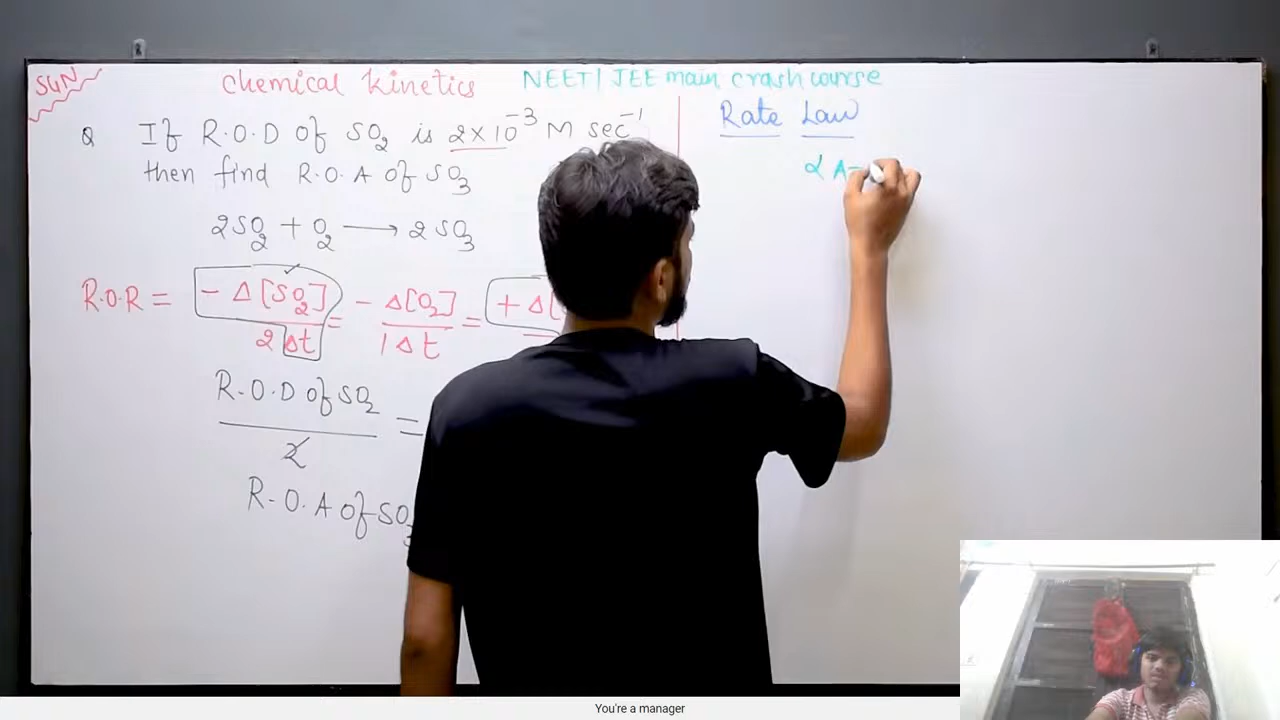 SGN
Chemical Kinetics NEET/JEE main crash course
Q If R.O.D Of SO₂ is 2×10⁻³ M sec⁻¹
then find R.O.A Of SO₃
2SO₂ + O₂ ⟶ 2SO₃
R.O.R = -Δ[SO₂]/2Δt = -Δ[O₂]/1Δt = +Δ[
R.O.D Of SO₂/2 =
R.O.A Of SO₃
Rate Law
α A
You're a manager